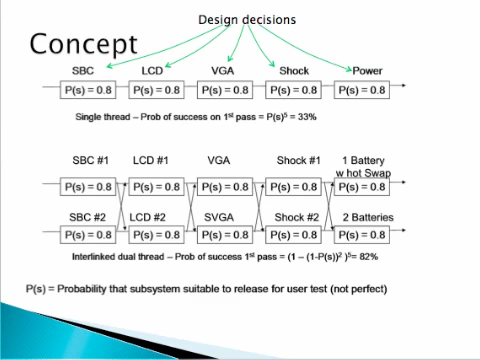 Design decisions
Concept
SBC LCD VGA Shock Power
P(s) = 0.8 P(s) = 0.8 P(s) = 0.8 P(s) = 0.8 P(s) = 0.8
Single thread – Prob of success on 1st pass = P(s)⁵ = 33%
SBC #1 LCD #1 VGA Shock #1 1 Battery
w hot Swap
P(s) = 0.8 P(s) = 0.8 P(s) = 0.8 P(s) = 0.8 P(s) = 0.8
SBC #2 LCD #2 SVGA Shock #2 2 Batteries
P(s) = 0.8 P(s) = 0.8 P(s) = 0.8 P(s) = 0.8 P(s) = 0.8
Interlinked dual thread – Prob of success 1st pass = (1 – (1-P(s))² )⁵= 82%
P(s) = Probability that subsystem suitable to release for user test (not perfect)